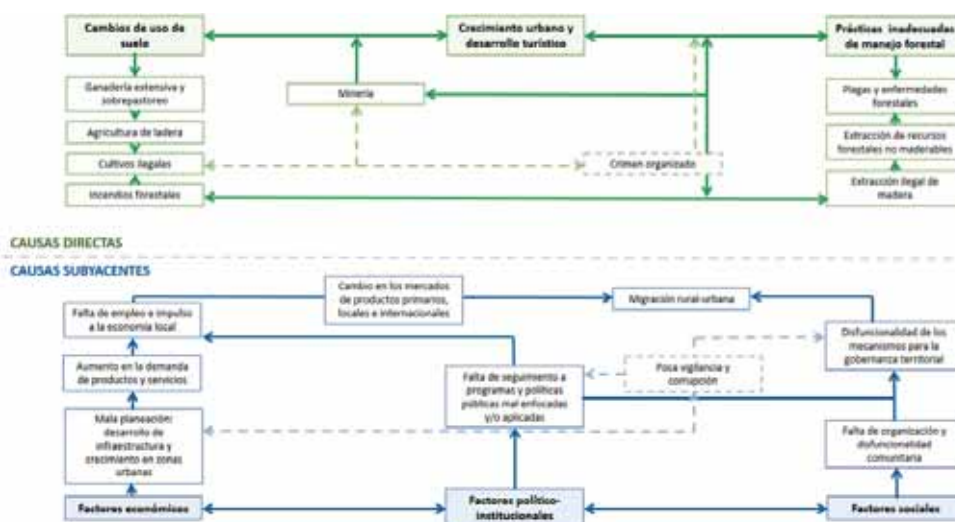 Cambios de uso de
suelo
Crecimiento urbano y
desarrollo turístico
Prácticas inadecuadas
de manejo forestal
Ganadería extensiva y
sobrepastoreo
Minería
Plagas y enfermedades
forestales
Agricultura de ladera
Extracción de recursos
forestales no maderables
Cultivos ilegales
Crimen organizado
Incendios forestales
Extracción ilegal de
madera
CAUSAS DIRECTAS
CAUSAS SUBYACENTES
Cambio en los mercados
de productos primarios,
locales e internacionales
Migración rural-urbana
Falta de empleo e impulso
a la economía local
Disfuncionalidad de los
mecanismos para la
gobernanza territorial
Aumento en la demanda
de productos y servicios
Falta de seguimiento a
programas y políticas
públicas mal enfocadas
y/o aplicadas
Poca vigilancia y
corrupción
Mala planeación:
desarrollo de
infraestructura y
crecimiento en zonas
urbanas
Falta de organización y
disfuncionalidad
comunitaria
Factores económicos
Factores político-
institucionales
Factores sociales